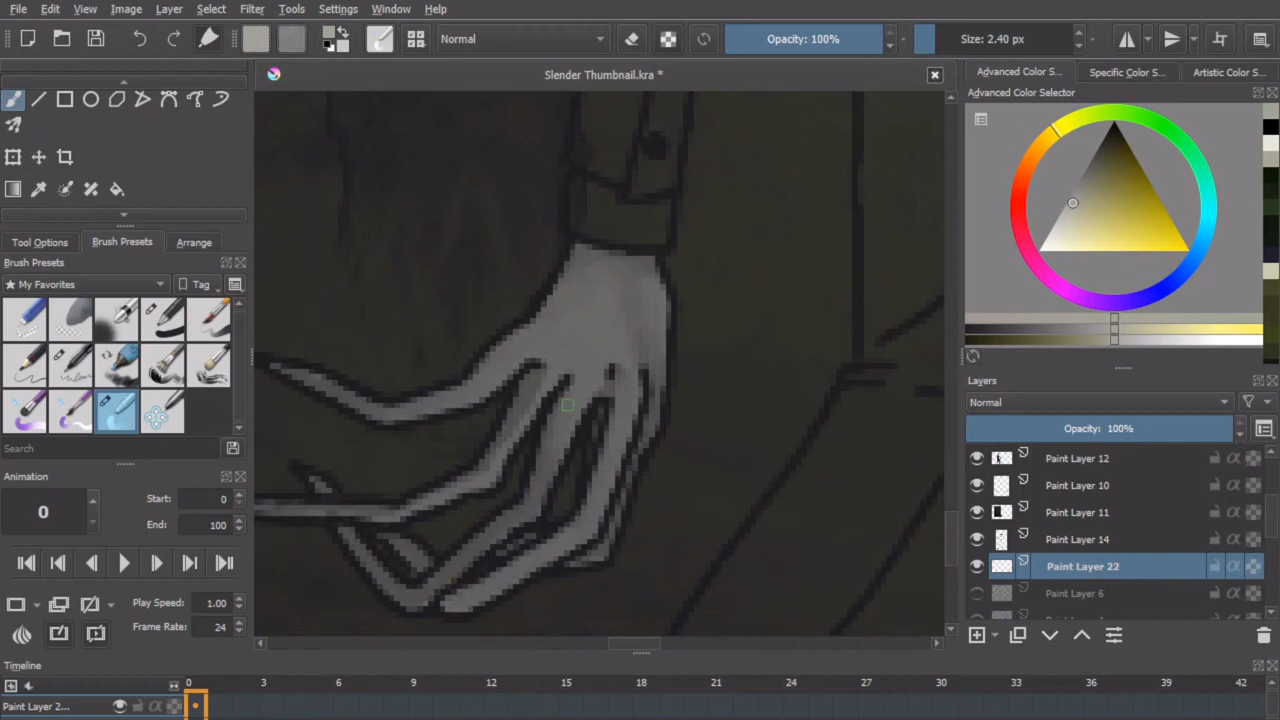 File Edit View Image Layer Select Filter Tools Settings Window Help
Normal Opacity: 100% Size: 2.40 px
Slender Thumbnail.kra *
Advanced Color S... Specific Color S... Artistic Color S...
Advanced Color Selector
Tool Options Brush Presets Arrange
Brush Presets
My Favorites Tag
Search
Animation
0 Start: 0
End: 100
Play Speed: 1.00
Frame Rate: 24
Layers
Normal
Opacity: 100%
Paint Layer 12
Paint Layer 10
Paint Layer 11
Paint Layer 14
Paint Layer 22
Paint Layer 6
Timeline
0 3 6 9 12 15 18 21 24 27 30 33 36 39 42
Paint Layer 2...